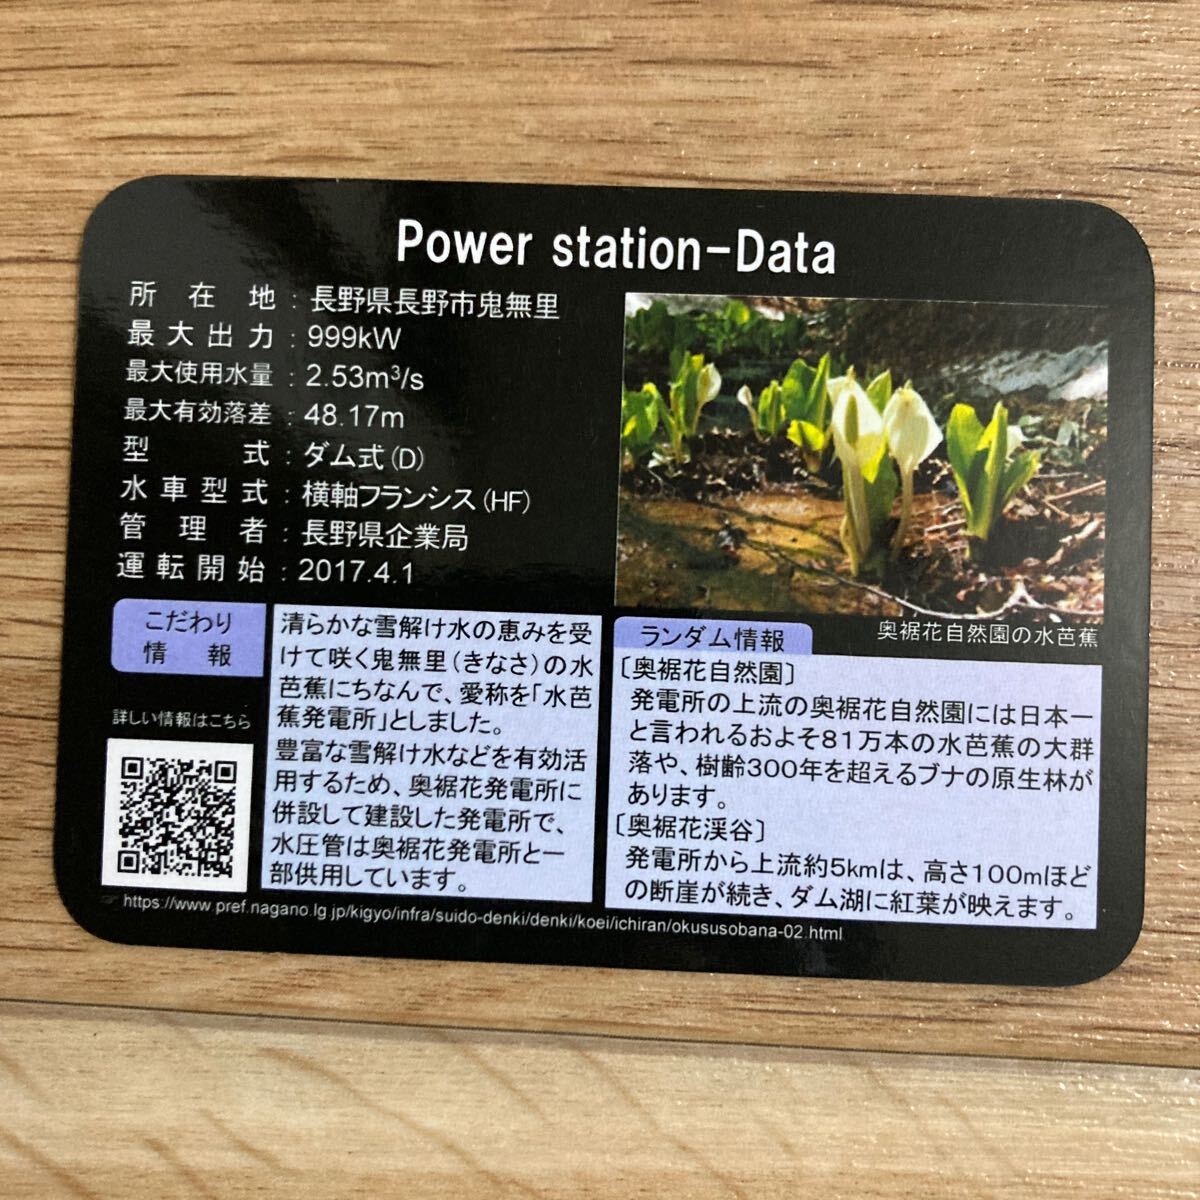 Power station-Data
所在地：長野県長野市鬼無里
最大出力：999kW
最大使用水量：2.53m³/s
最大有効落差：48.17m
型式：ダム式(D)
水車型式：横軸フランシス(HF)
管理者：長野県企業局
運転開始：2017.4.1
奥裾花自然園の水芭蕉
こだわり
情報
清らかな雪解け水の恵みを受
けて咲く鬼無里(きなさ)の水
芭蕉にちなんで、愛称を「水芭
蕉発電所」としました。
豊富な雪解け水などを有効活
用するため、奥裾花発電所に
併設して建設した発電所で、
水圧管は奥裾花発電所と一
部供用しています。
詳しい情報はこちら
ランダム情報
〔奥裾花自然園〕
発電所の上流の奥裾花自然園には日本一
と言われるおよそ81万本の水芭蕉の大群
落や、樹齢300年を超えるブナの原生林が
あります。
〔奥裾花渓谷〕
発電所から上流約5kmは、高さ100mほど
の断崖が続き、ダム湖に紅葉が映えます。
☞https://www.pref.nagano.lg.jp/kigyo/infra/suido-denki/denki/koei/ichiran/okususobana-02.html